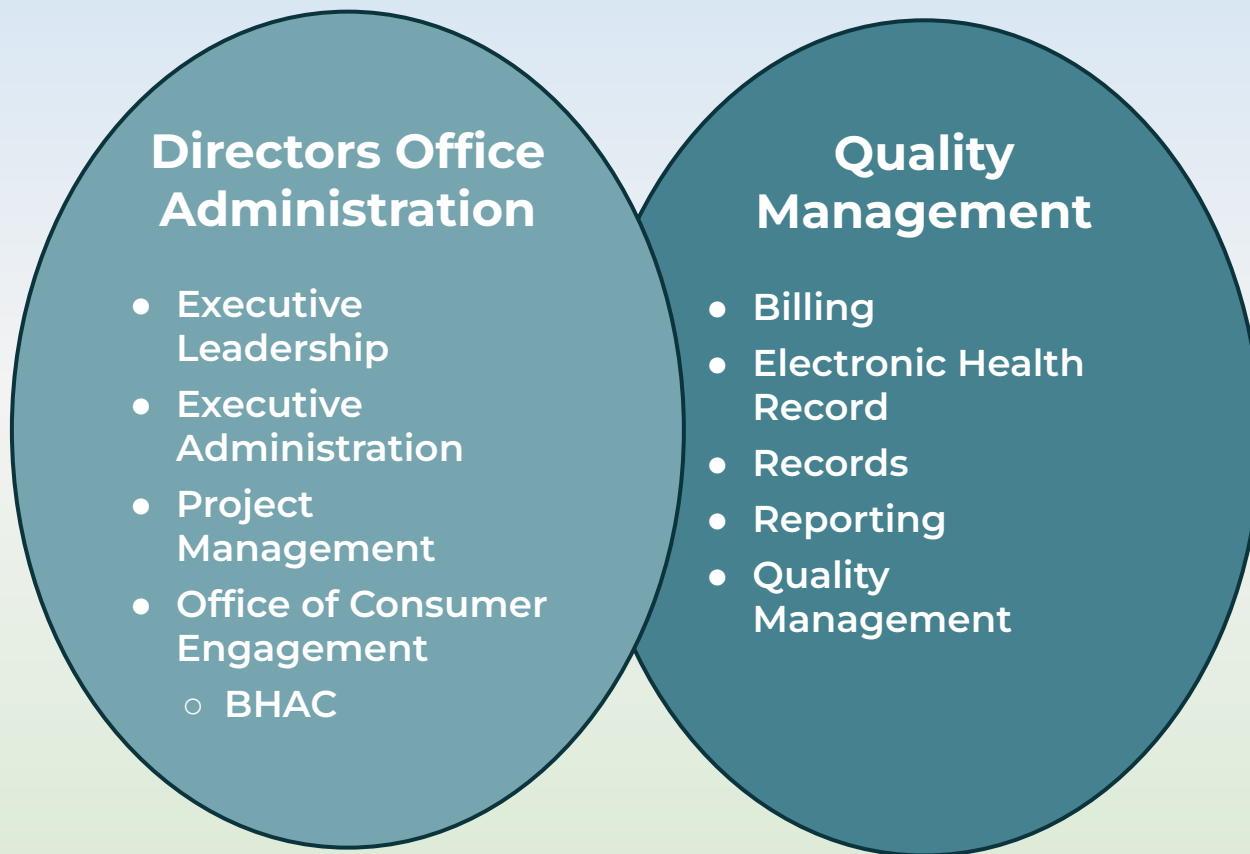 Directors Office
Administration
● Executive
Leadership
● Executive
Administration
● Project
Management
● Office of Consumer
Engagement
○ BHAC
Quality
Management
● Billing
● Electronic Health
Record
● Records
● Reporting
● Quality
Management